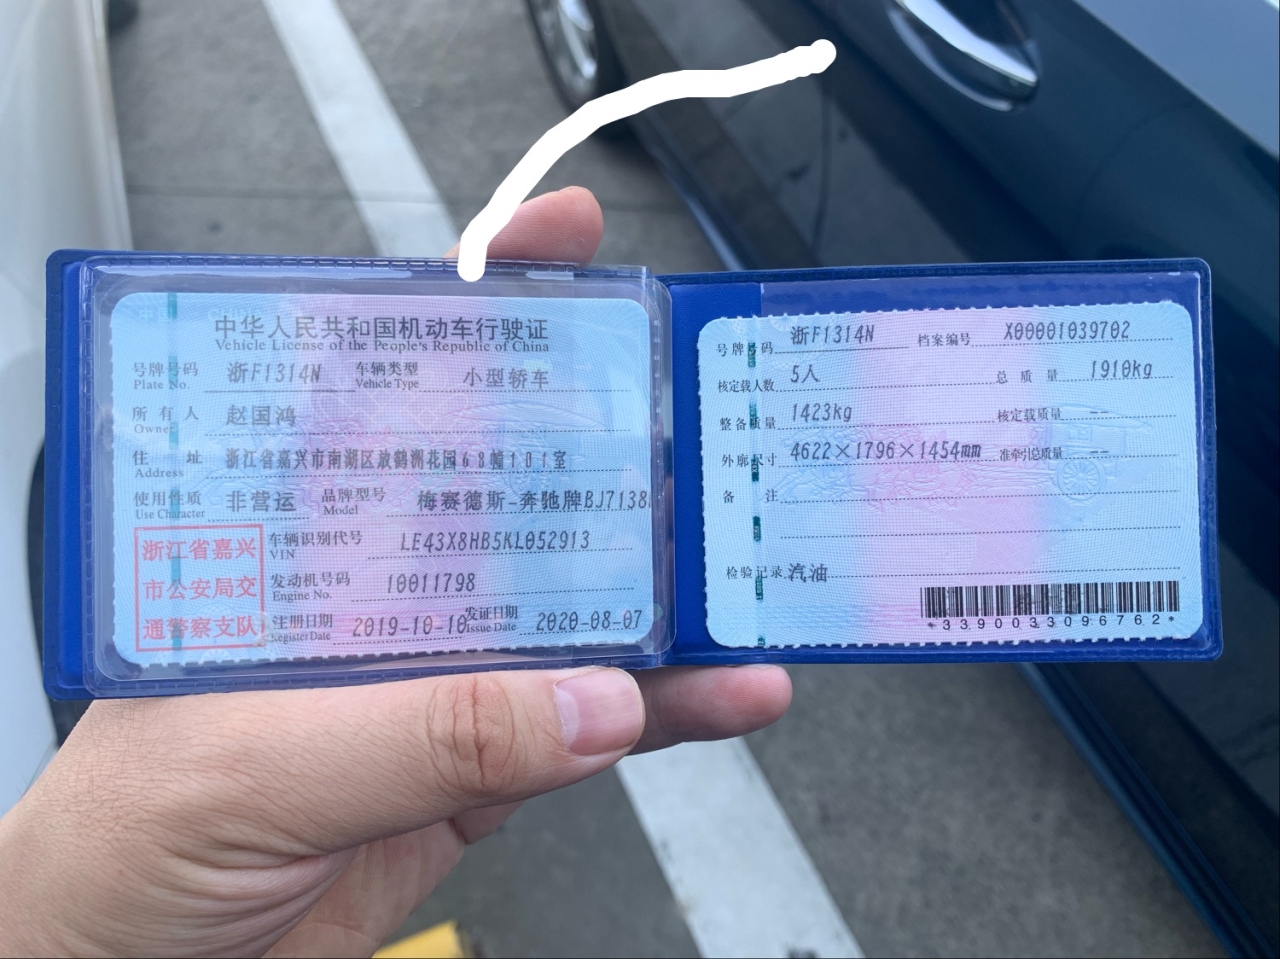 中华人民共和国机动车行驶证
Vehicle License of the People's Republic of China
号牌号码 浙F1314N 车辆类型 小型轿车
Plate No. Vehicle Type
所有人 赵国鸿
Owner
住址 浙江省嘉兴市南湖区放鹤洲花园68幢101室
Address
使用性质 非营运 品牌型号 梅赛德斯-奔驰牌BJ7138
Use Character Model
浙江省嘉兴
市公安局交
通警察支队
车辆识别代号 LE43X8HB5KL052913
VIN
发动机号码 10011798
Engine No.
注册日期 2019-10-10 发证日期 2020-08-07
Register Date Issue Date
号牌号码 浙F1314N 档案编号 X00001039702
核定载人数 5人 总质量 1910kg
整备质量 1423kg 核定载质量 --
外廓尺寸 4622×1796×1454mm 准牵引总质量 --
备注
检验记录 汽油
*3390033096762*